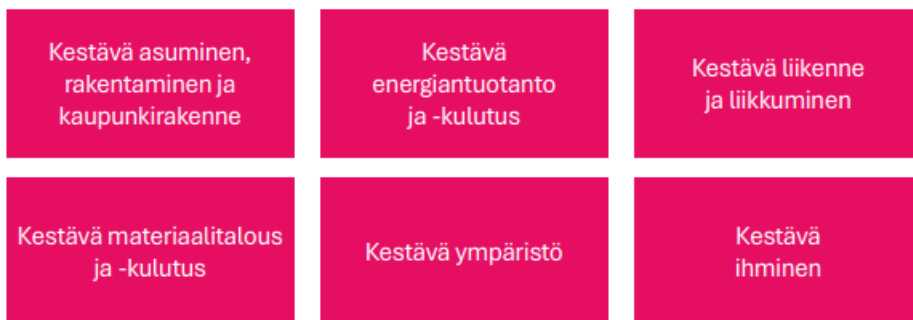 Kestävä asuminen,
rakentaminen ja
kaupunkirakenne
Kestävä
energiantuotanto
ja -kulutus
Kestävä liikenne
ja liikkuminen
Kestävä materiaalitalous
ja -kulutus
Kestävä ympäristö
Kestävä
ihminen